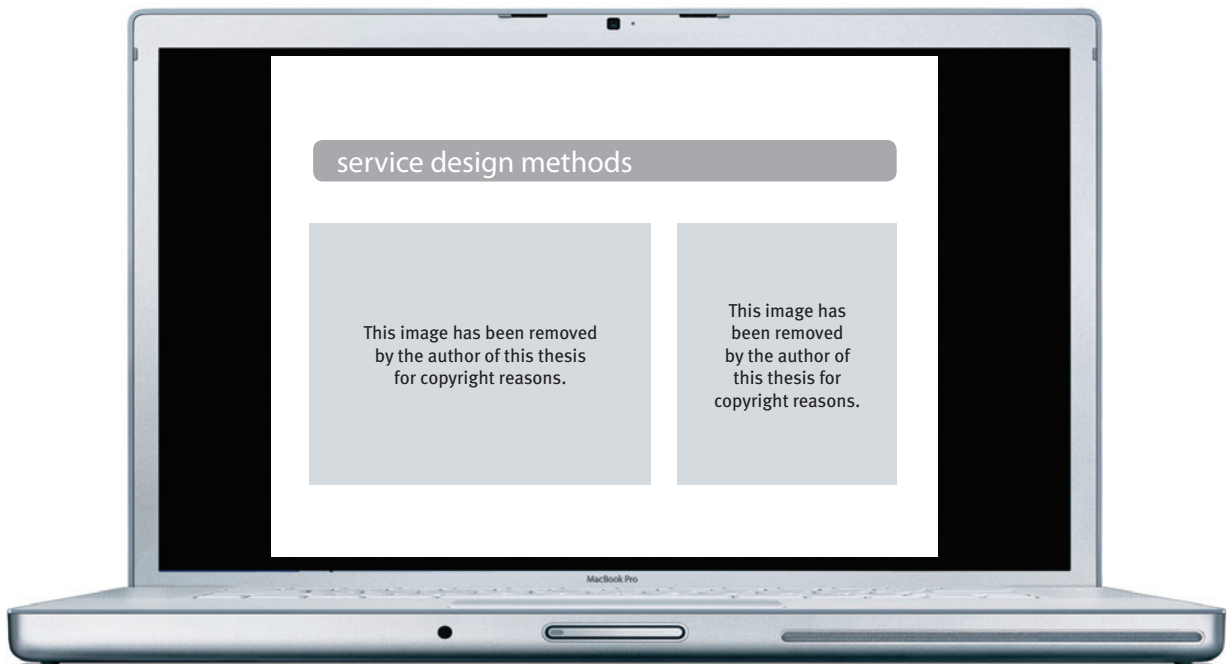 service design methods
This image has been removed
by the author of this thesis
for copyright reasons.
This image has
been removed
by the author of
this thesis for
copyright reasons.
MacBook Pro